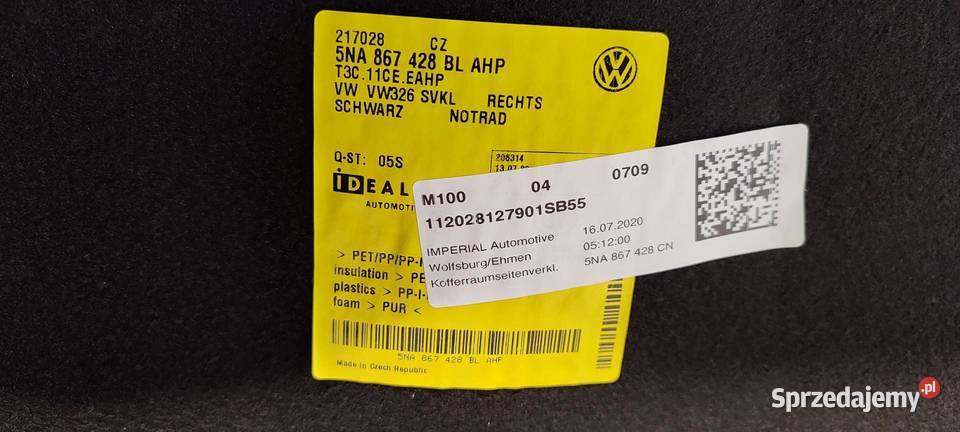 217028 CZ
5NA 867 428 BL AHP
T3C.11CE.EAHP
VW VW326 SVKL RECHTS
SCHWARZ NOTRAD
Q-ST: 05S
206314
IDEAL
AUTOMOTI
M100 04 0709
112028127901SB55
IMPERIAL Automotive 16.07.2020
Wolfsburg/Ehmen 05:12:00
Kofferraumseitenverkl. 5NA 867 428 CN
> PET/PP/PP-
insulation > PE
plastics > PP-
foam > PUR <
5NA 867 428 BL AHP
Made in Czech Republic
Sprzedajemy.pl